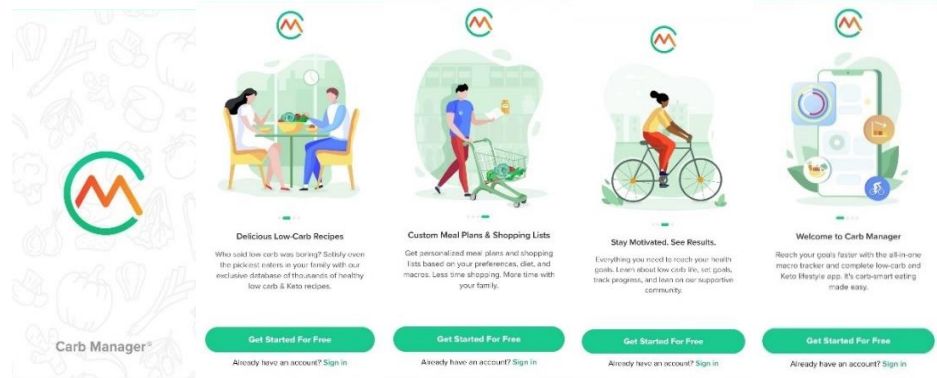 Carb Manager®
Delicious Low-Carb Recipes
Who said low carb was boring? Satisfy even
the pickiest eaters in your family with our
exclusive database of thousands of healthy
low carb & Keto recipes.
Get Started For Free
Already have an account? Sign in
Custom Meal Plans & Shopping Lists
Get personalized meal plans and shopping
lists based on your preferences, diet, and
macros. Less time shopping. More time with
your family.
Get Started For Free
Already have an account? Sign in
Stay Motivated. See Results.
Everything you need to reach your health
goals. Learn about low carb life, set goals,
track progress, and lean on our supportive
community.
Get Started For Free
Already have an account? Sign in
Welcome to Carb Manager
Reach your goals faster with the all-in-one
macro tracker and complete low-carb and
Keto lifestyle app. It's carb-smart eating
made easy.
Get Started For Free
Already have an account? Sign in